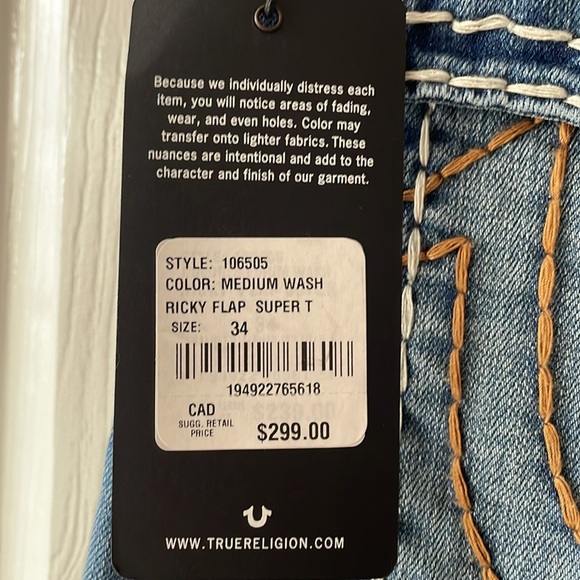 Because we individually distress each
item, you will notice areas of fading,
wear, and even holes. Color may
transfer onto lighter fabrics. These
nuances are intentional and add to the
character and finish of our garment.
STYLE: 106505
COLOR: MEDIUM WASH
RICKY FLAP SUPER T
SIZE: 34
194922765618
CAD
SUGG. RETAIL
PRICE
$299.00
WWW.TRUERELIGION.COM